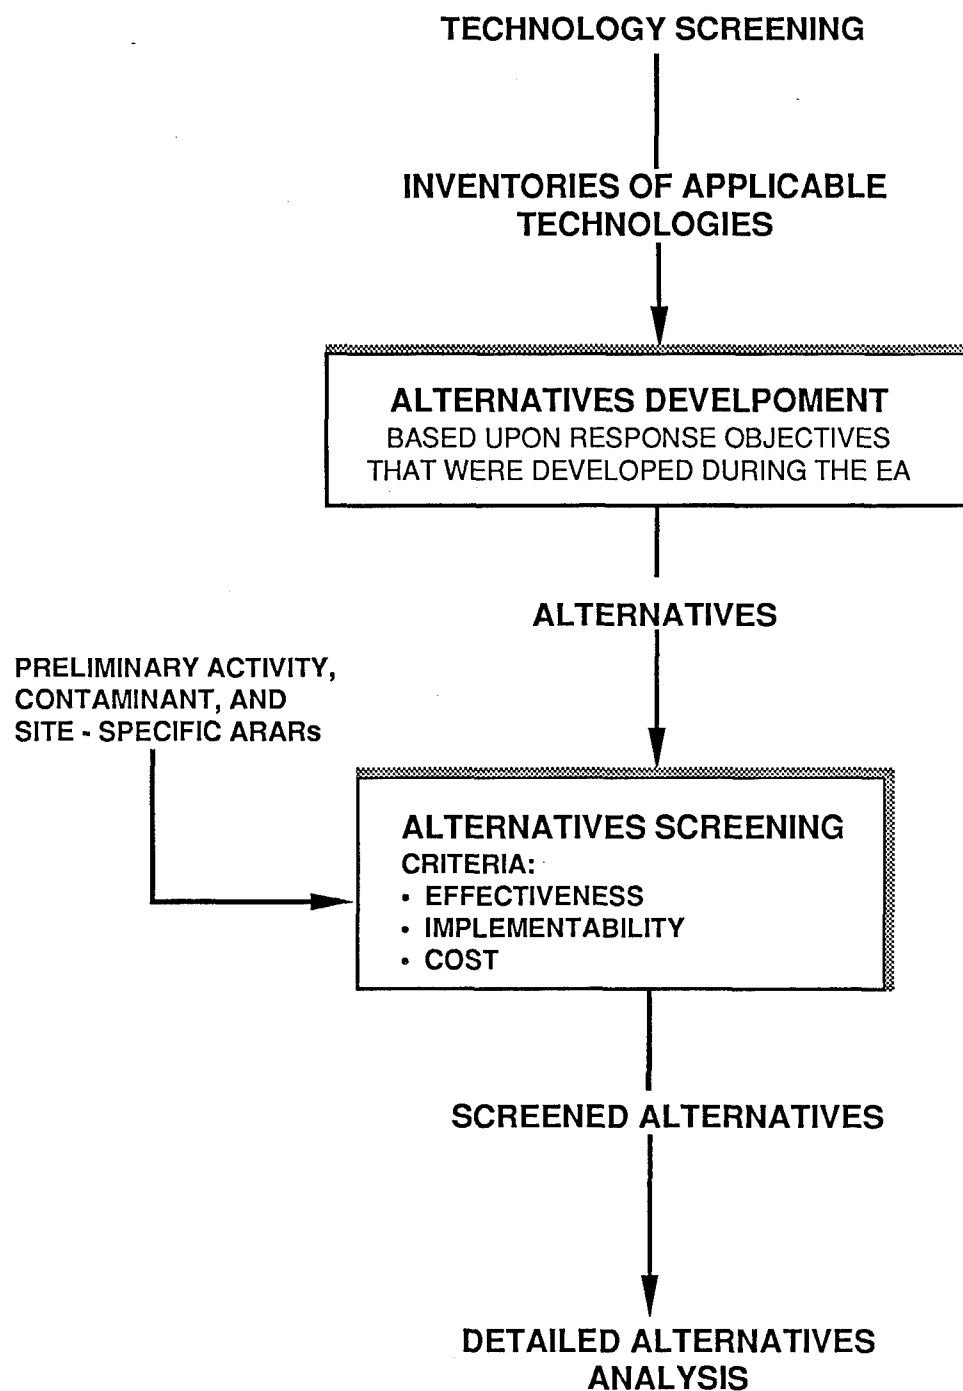 TECHNOLOGY SCREENING
INVENTORIES OF APPLICABLE
TECHNOLOGIES
ALTERNATIVES DEVELPOMENT
BASED UPON RESPONSE OBJECTIVES
THAT WERE DEVELOPED DURING THE EA
ALTERNATIVES
PRELIMINARY ACTIVITY,
CONTAMINANT, AND
SITE - SPECIFIC ARARs
ALTERNATIVES SCREENING
CRITERIA:
• EFFECTIVENESS
• IMPLEMENTABILITY
• COST
SCREENED ALTERNATIVES
DETAILED ALTERNATIVES
ANALYSIS